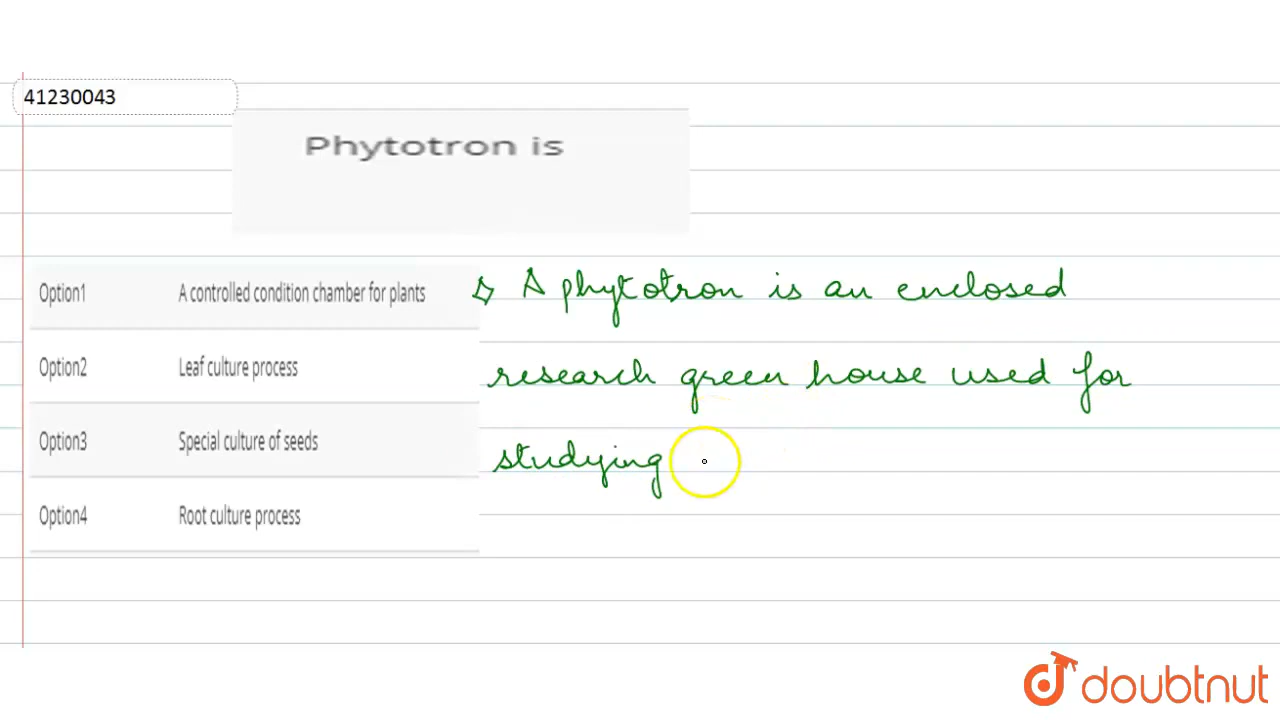 41230043
Phytotron is
Option1 A controlled condition chamber for plants
Option2 Leaf culture process
Option3 Special culture of seeds
Option4 Root culture process
A phytotron is an enclosed
research green house used for
studying
doubtnut